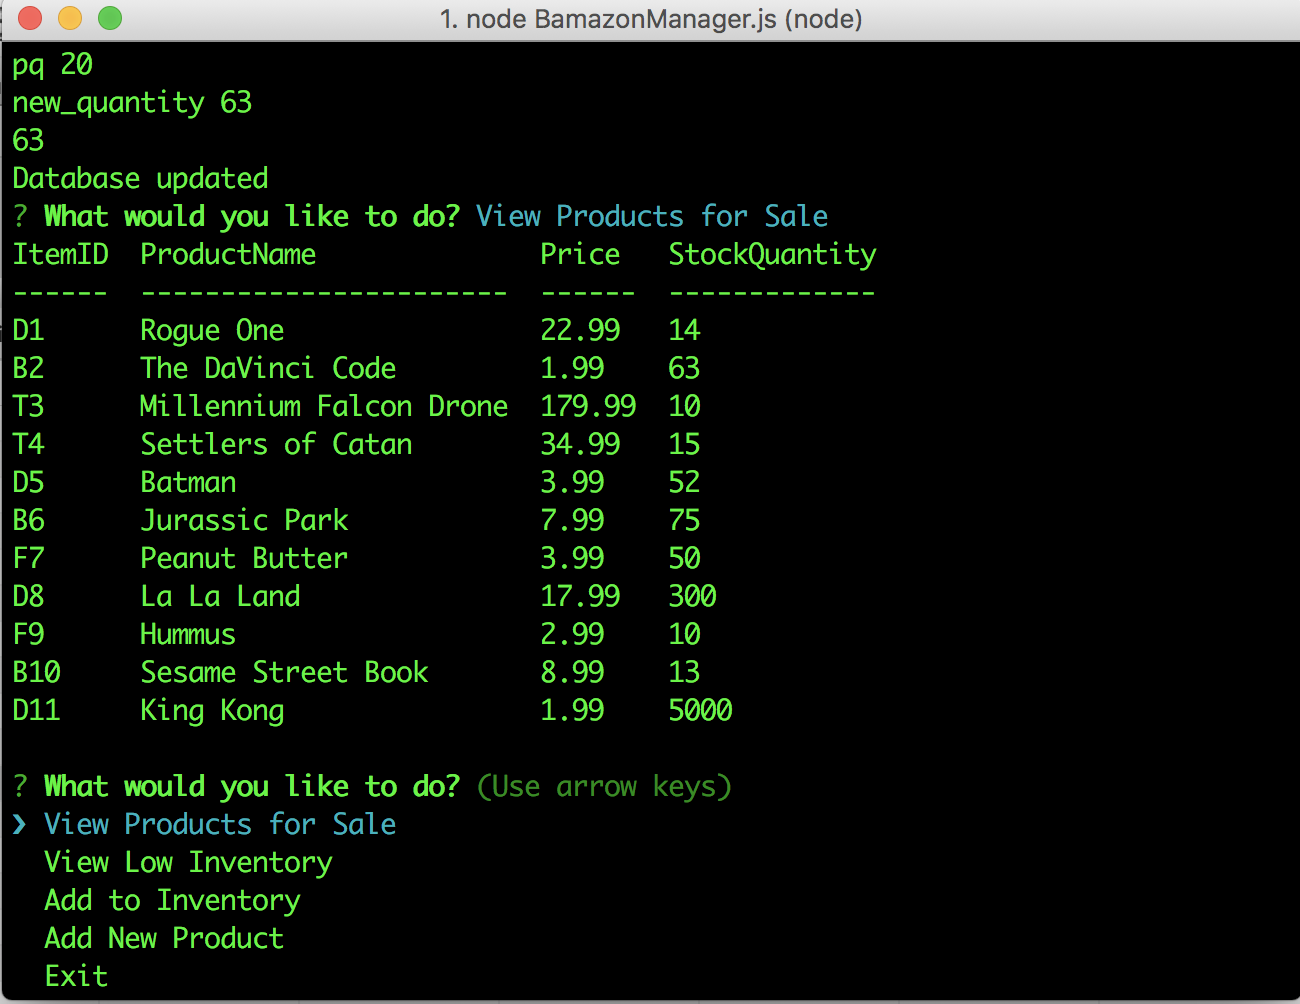 1. node BamazonManager.js (node)
pq 20
new_quantity 63
63
Database updated
? What would you like to do? View Products for Sale
ItemID  ProductName              Price   StockQuantity
------  -----------------------  ------  -------------
D1      Rogue One                22.99   14
B2      The DaVinci Code         1.99    63
T3      Millennium Falcon Drone  179.99  10
T4      Settlers of Catan        34.99   15
D5      Batman                   3.99    52
B6      Jurassic Park            7.99    75
F7      Peanut Butter            3.99    50
D8      La La Land               17.99   300
F9      Hummus                   2.99    10
B10     Sesame Street Book       8.99    13
D11     King Kong                1.99    5000
? What would you like to do? (Use arrow keys)
❯ View Products for Sale
  View Low Inventory
  Add to Inventory
  Add New Product
  Exit